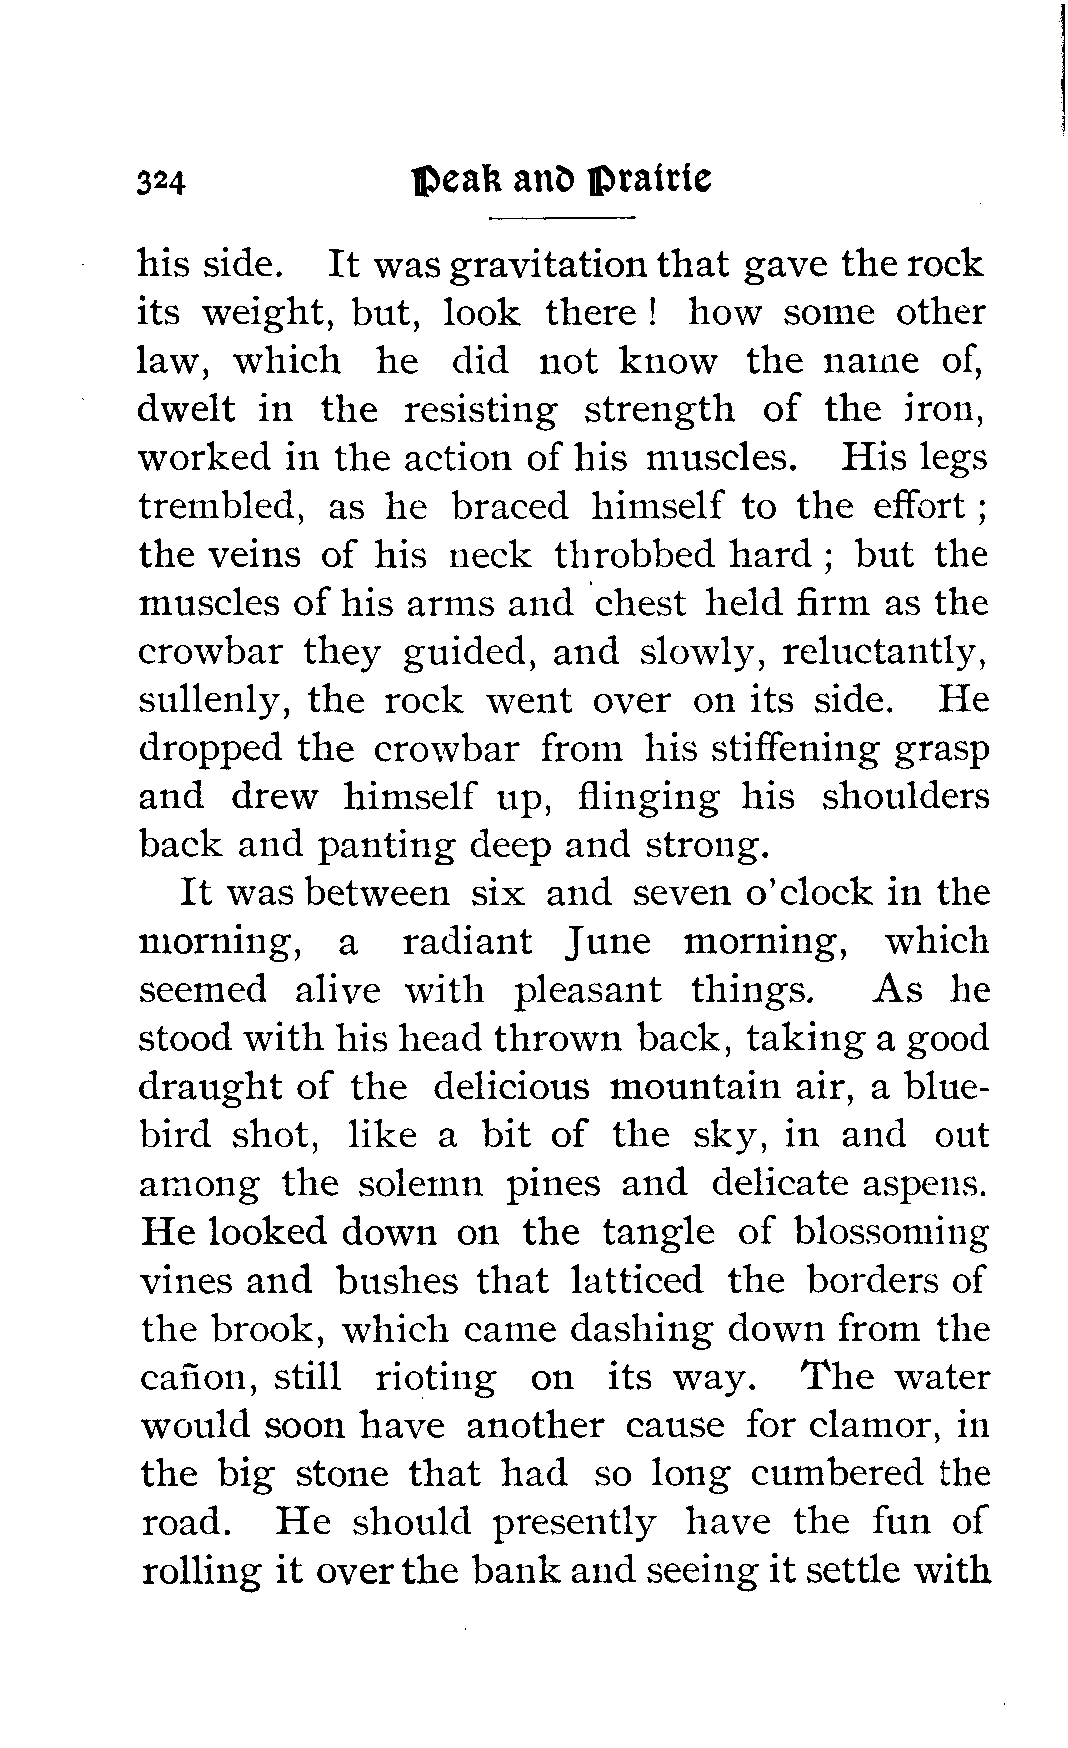 324 Peak and Prairie
his side. It was gravitation that gave the rock
its weight, but, look there ! how some other
law, which he did not know the name of,
dwelt in the resisting strength of the iron,
worked in the action of his muscles. His legs
trembled, as he braced himself to the effort ;
the veins of his neck throbbed hard ; but the
muscles of his arms and chest held firm as the
crowbar they guided, and slowly, reluctantly,
sullenly, the rock went over on its side. He
dropped the crowbar from his stiffening grasp
and drew himself up, flinging his shoulders
back and panting deep and strong.
It was between six and seven o'clock in the
morning, a radiant June morning, which
seemed alive with pleasant things. As he
stood with his head thrown back, taking a good
draught of the delicious mountain air, a blue-
bird shot, like a bit of the sky, in and out
among the solemn pines and delicate aspens.
He looked down on the tangle of blossoming
vines and bushes that latticed the borders of
the brook, which came dashing down from the
cañon, still rioting on its way. The water
would soon have another cause for clamor, in
the big stone that had so long cumbered the
road. He should presently have the fun of
rolling it over the bank and seeing it settle with